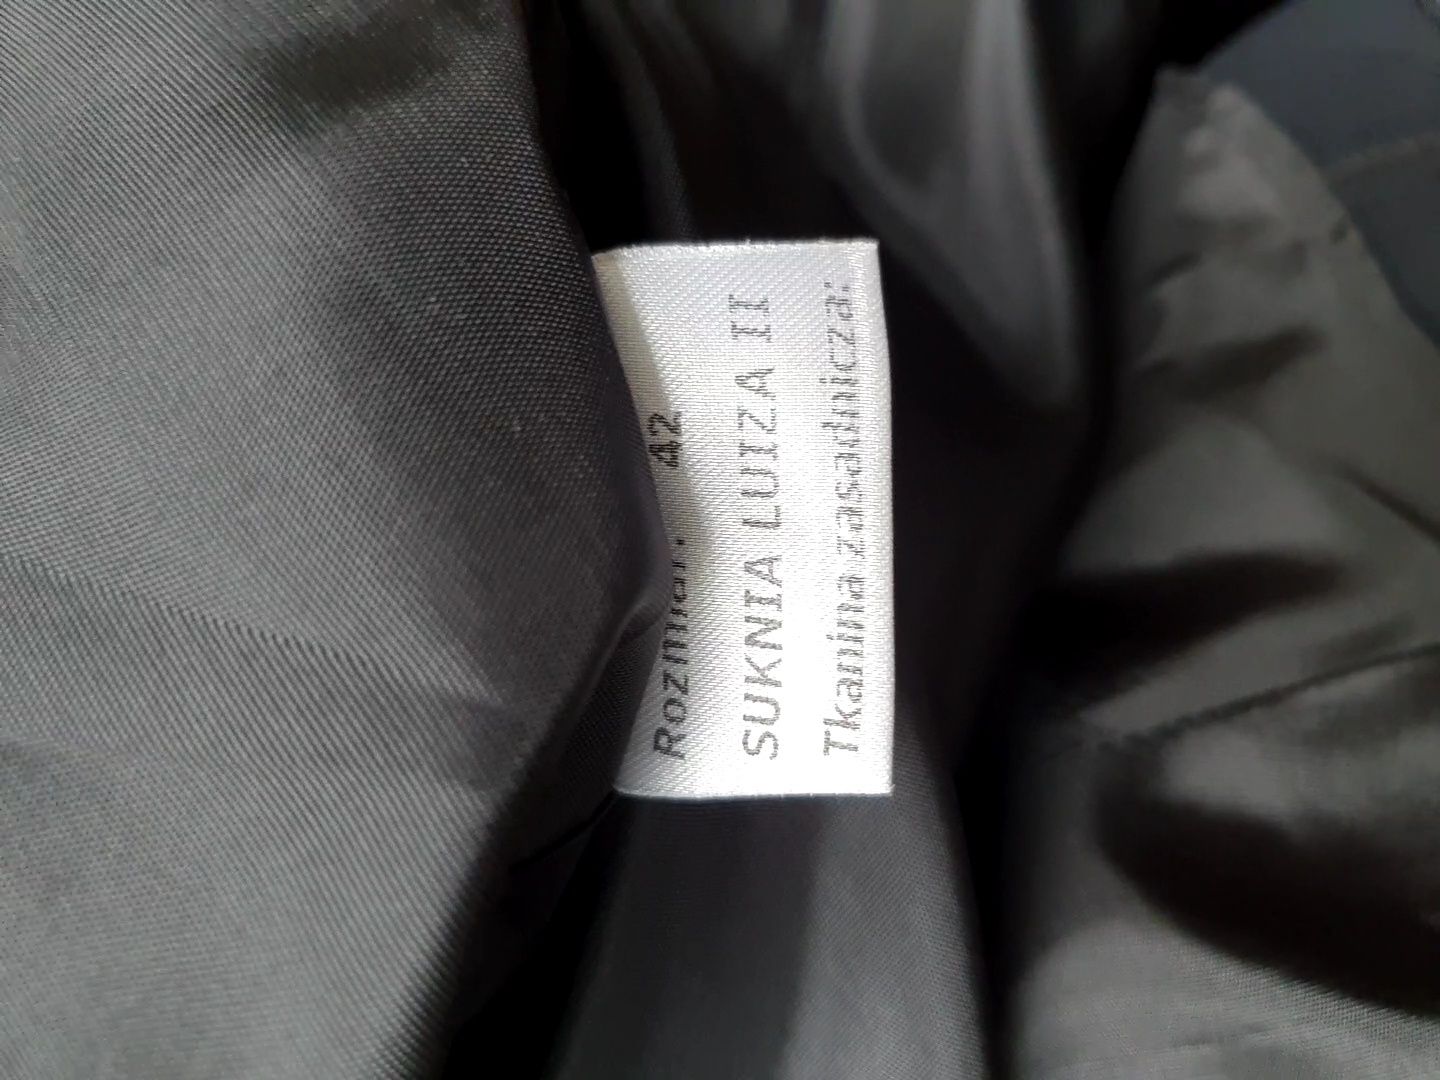 Rozmiar: 42
SUKNIA LUIZA II
Tkanina zasadnicza: